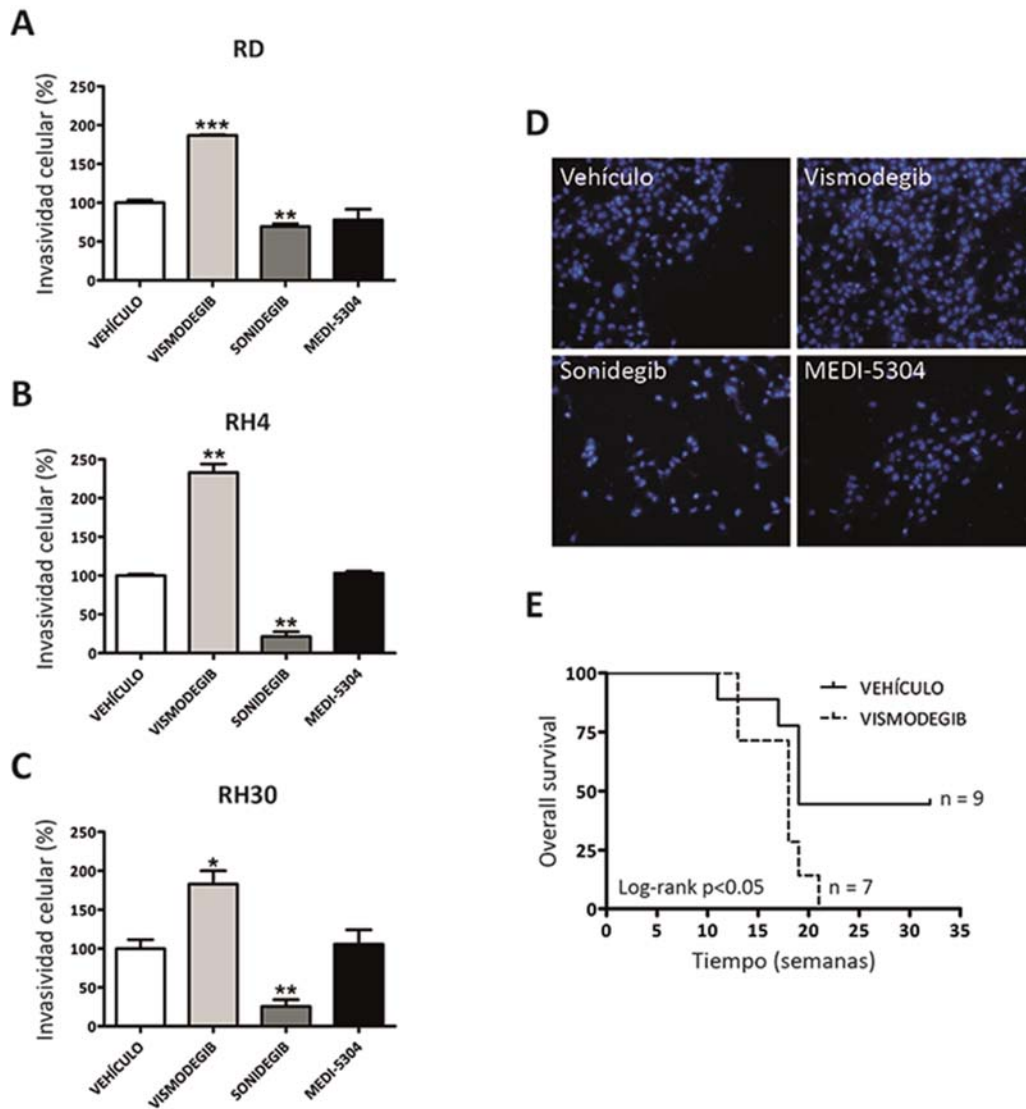 A
RD
Invasividad celular (%)
250
200
150
100
50
0
***
**
VEHÍCULO
VISMODEGIB
SONIDEGIB
MEDI-5304
B
RH4
Invasividad celular (%)
250
200
150
100
50
0
**
**
VEHÍCULO
VISMODEGIB
SONIDEGIB
MEDI-5304
C
RH30
Invasividad celular (%)
250
200
150
100
50
0
*
**
VEHÍCULO
VISMODEGIB
SONIDEGIB
MEDI-5304
D
Vehículo
Vismodegib
Sonidegib
MEDI-5304
E
Overall survival
100
75
50
25
0
VEHÍCULO
VISMODEGIB
n = 9
Log-rank p<0.05
n = 7
0 5 10 15 20 25 30 35
Tiempo (semanas)